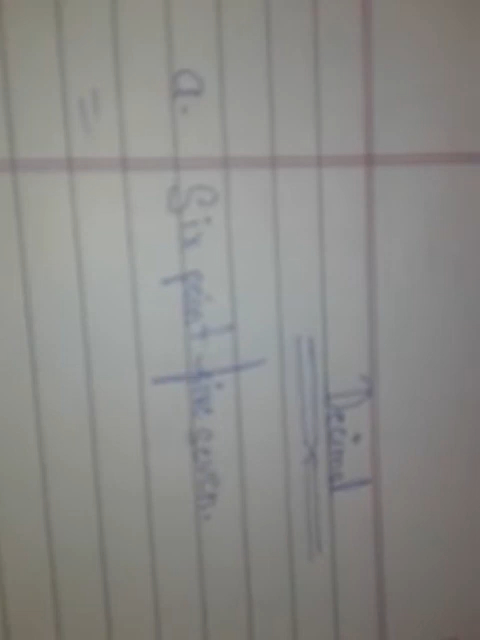 Decimal
a. Six point five seven.
=